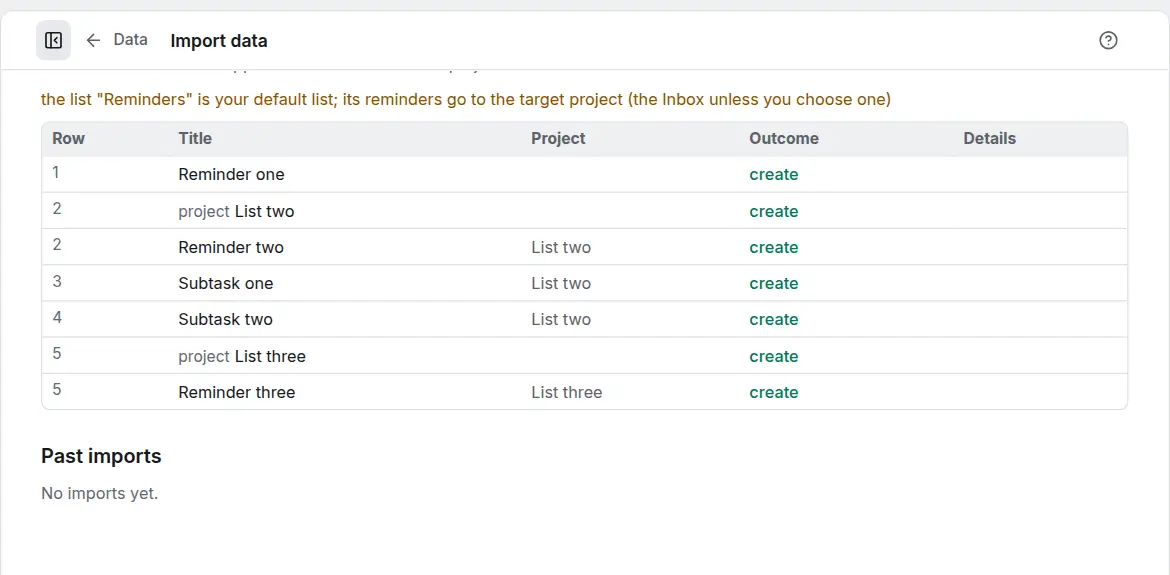 Data Import data
the list "Reminders" is your default list; its reminders go to the target project (the Inbox unless you choose one)
Row Title Project Outcome Details
1 Reminder one create
2 project List two create
2 Reminder two List two create
3 Subtask one List two create
4 Subtask two List two create
5 project List three create
5 Reminder three List three create
Past imports
No imports yet.